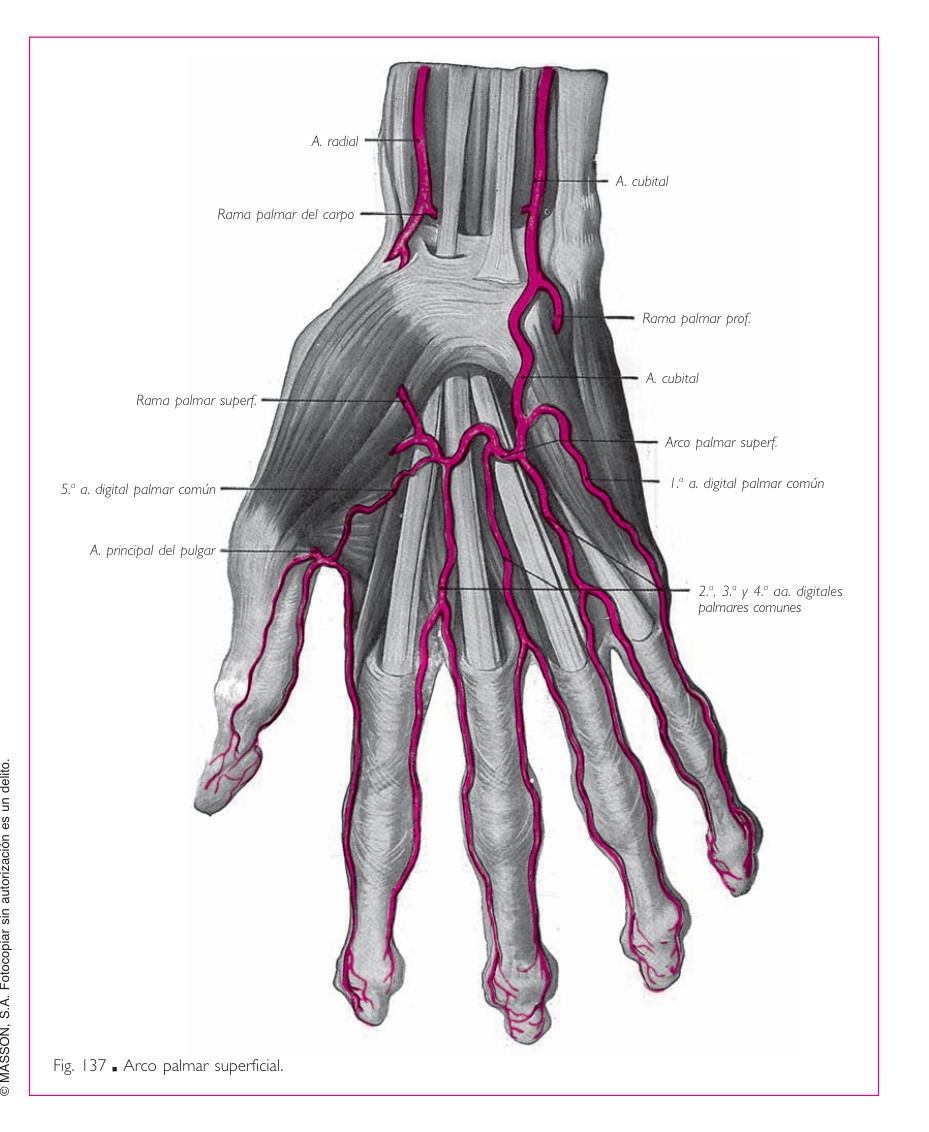 A. radial
A. cubital
Rama palmar del carpo
Rama palmar prof.
A. cubital
Rama palmar superf.
Arco palmar superf.
1.ª a. digital palmar común
5.ª a. digital palmar común
A. principal del pulgar
2.ª, 3.ª y 4.ª aa. digitales
palmares comunes
© MASSON, S.A. Fotocopiar sin autorización es un delito.
Fig. 137 ■ Arco palmar superficial.